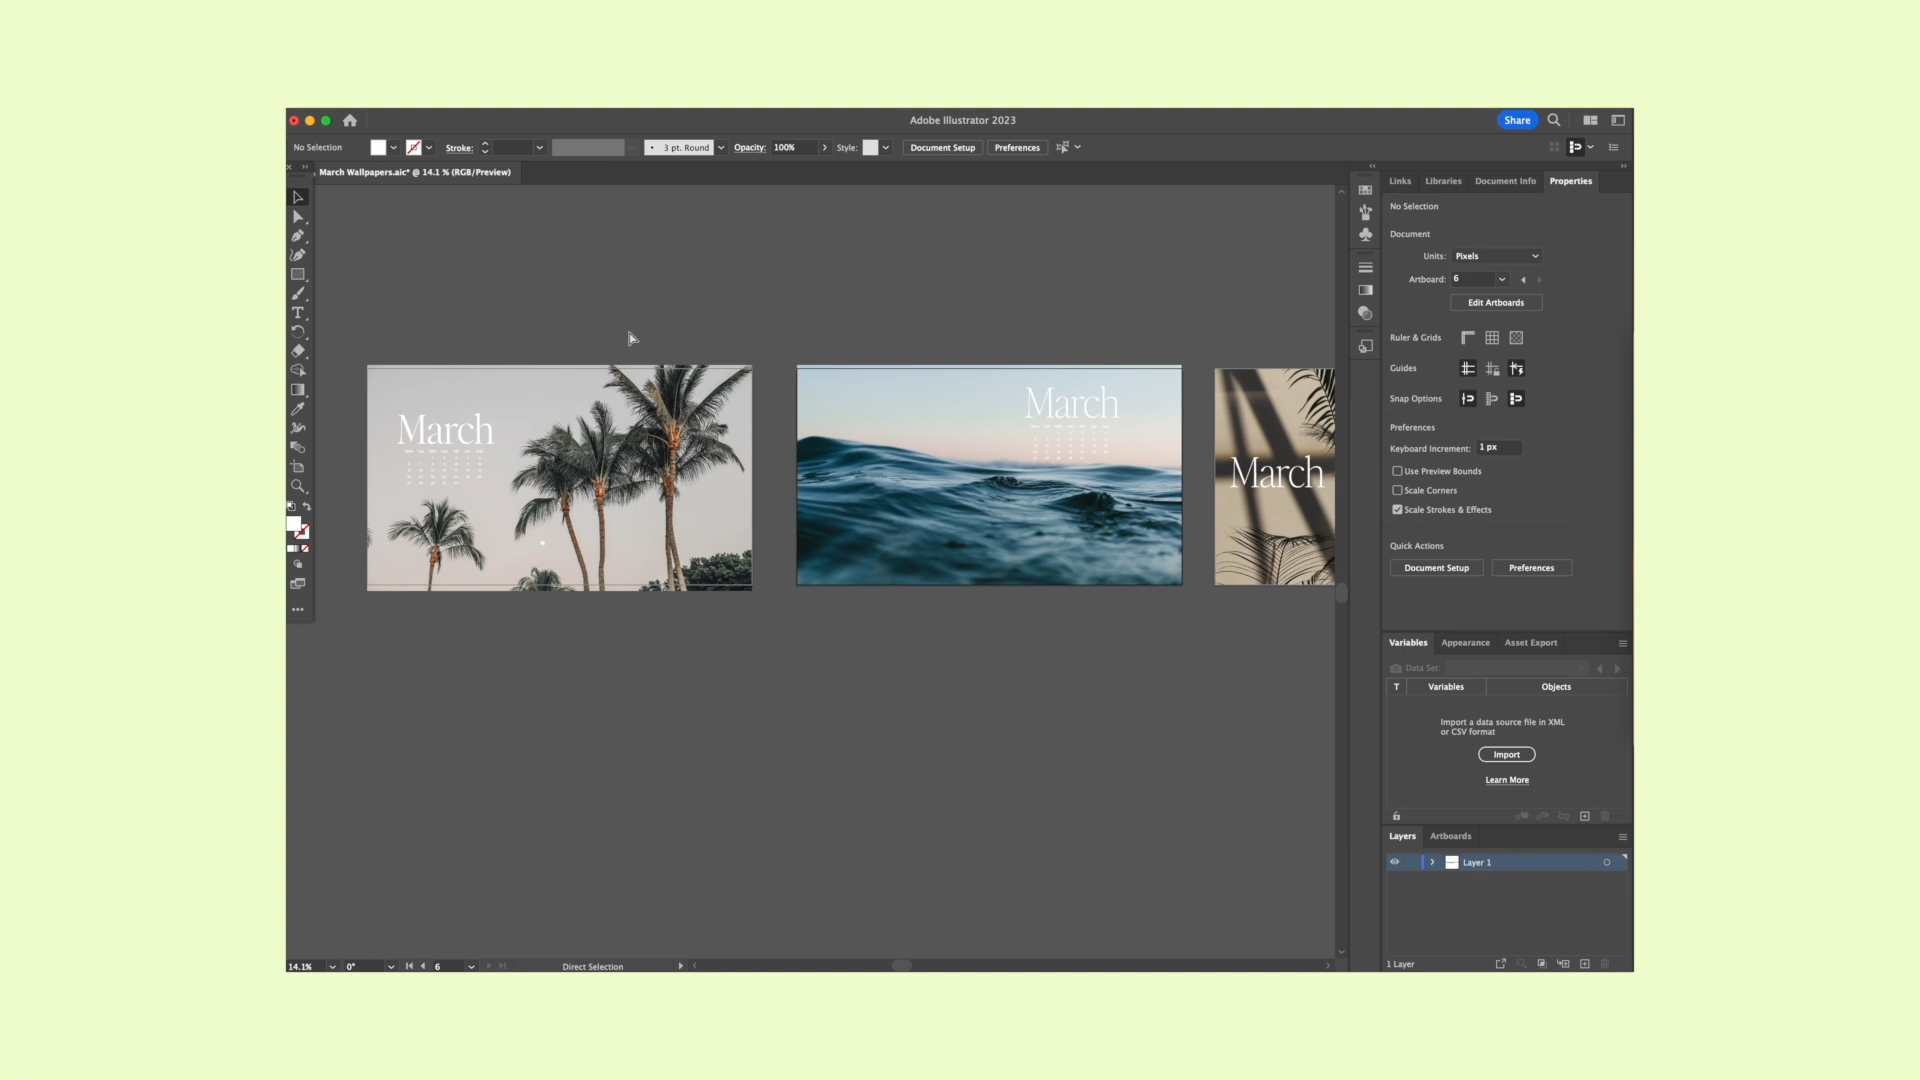 Adobe Illustrator 2023
Share
No Selection
Stroke:
3 pt. Round
Opacity: 100%
Style:
Document Setup
Preferences
March Wallpapers.aic* @ 14.1 % (RGB/Preview)
March
March
March
Links Libraries Document Info Properties
No Selection
Document
Units: Pixels
Artboard: 6
Edit Artboards
Ruler & Grids
Guides
Snap Options
Preferences
Keyboard Increment: 1 px
Use Preview Bounds
Scale Corners
Scale Strokes & Effects
Quick Actions
Document Setup Preferences
Variables Appearance Asset Export
Data Set:
T Variables Objects
Import a data source file in XML
or CSV format
Import
Learn More
Layers Artboards
Layer 1
1 Layer
14.1% 0° 6 Direct Selection